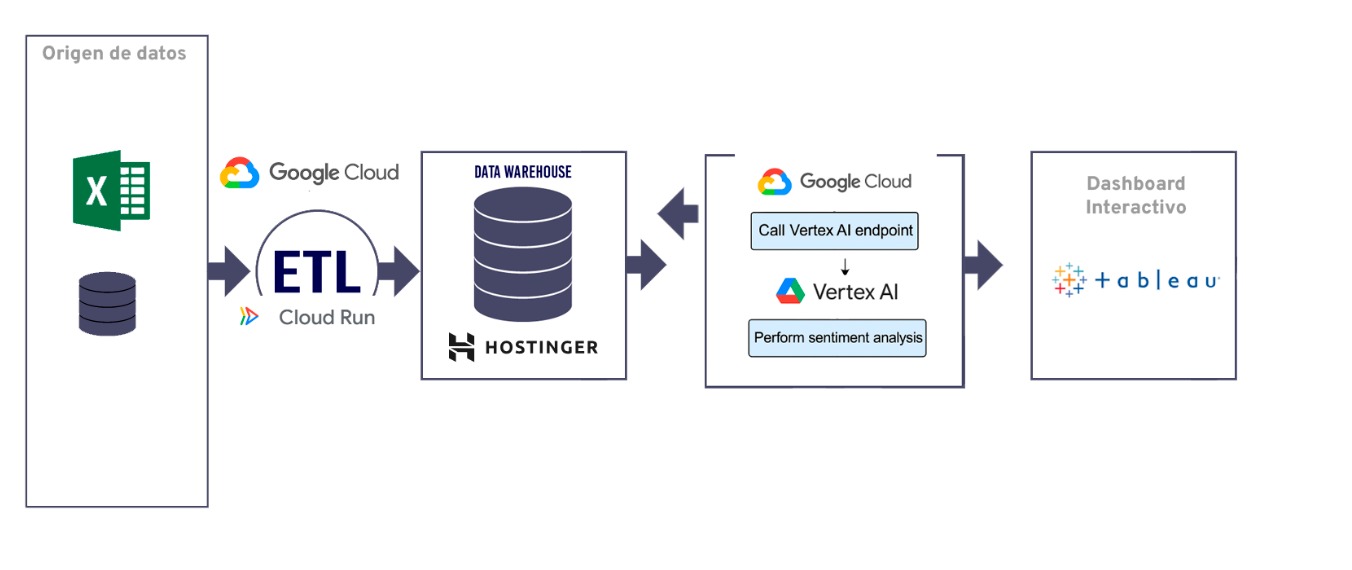 Origen de datos
X
Google Cloud
ETL
Cloud Run
DATA WAREHOUSE
HOSTINGER
Google Cloud
Call Vertex AI endpoint
Vertex AI
Perform sentiment analysis
Dashboard
Interactivo
+ a b l e a u